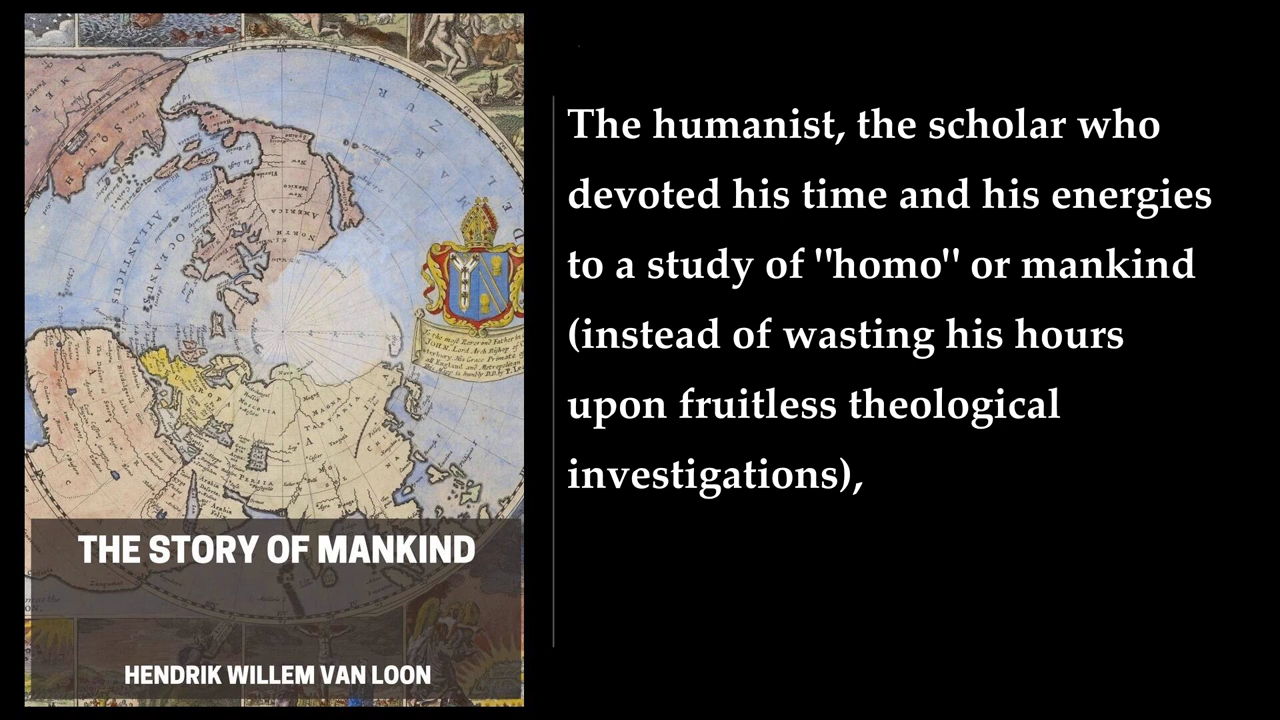 THE STORY OF MANKIND
HENDRIK WILLEM VAN LOON
The humanist, the scholar who
devoted his time and his energies
to a study of "homo" or mankind
(instead of wasting his hours
upon fruitless theological
investigations),